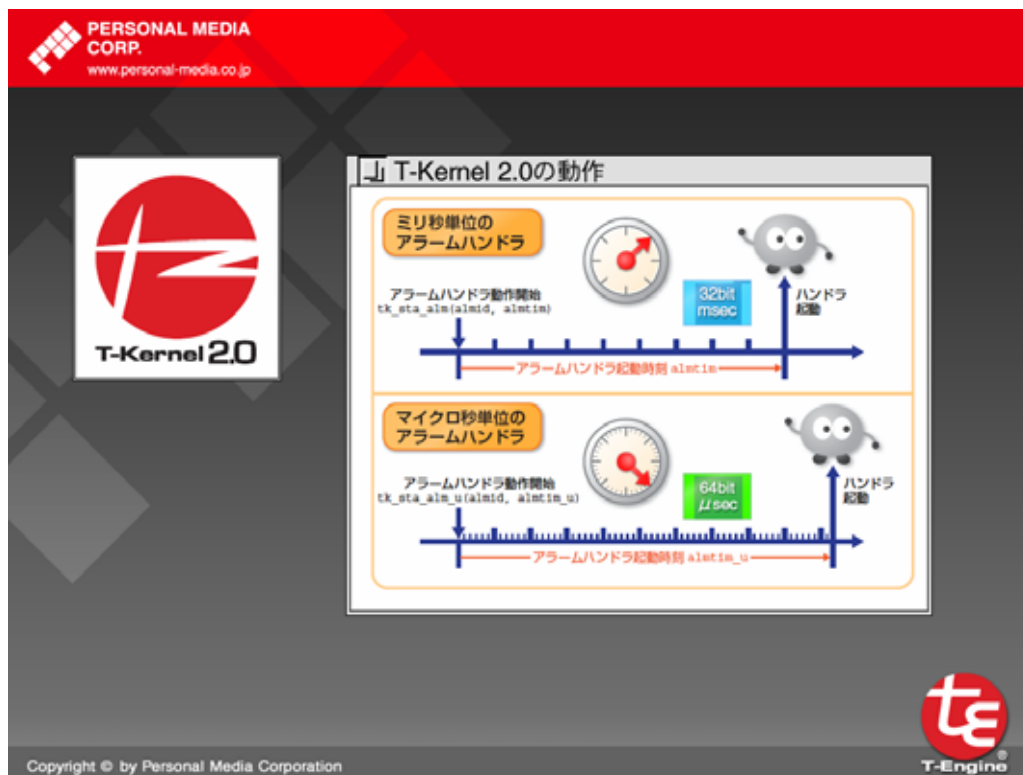 PERSONAL MEDIA
CORP.
www.personal-media.co.jp
T-Kernel 2.0
T-Kernel 2.0の動作
ミリ秒単位の
アラームハンドラ
アラームハンドラ動作開始
tk_sta_alm(almid, almtim)
32bit
msec
ハンドラ
起動
アラームハンドラ起動時刻 almtim
マイクロ秒単位の
アラームハンドラ
アラームハンドラ動作開始
tk_sta_alm_u(almid, almtim_u)
64bit
μsec
ハンドラ
起動
アラームハンドラ起動時刻 almtim_u
T-Engine
Copyright © by Personal Media Corporation